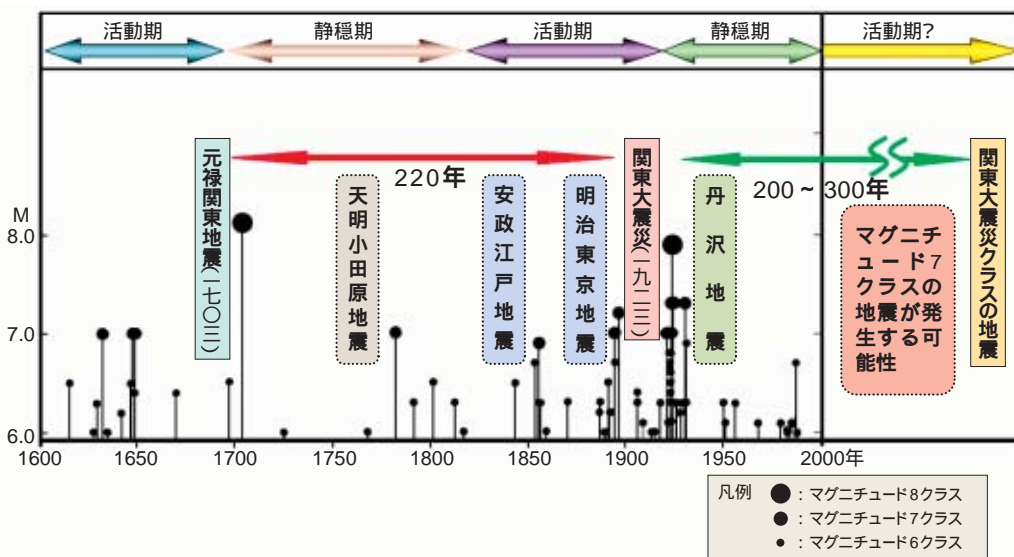 活動期
静穏期
活動期
静穏期
活動期?
元禄関東地震(一七〇三)
220年
天明小田原地震
安政江戸地震
明治東京地震
関東大震災(一九二三)
丹沢地震
200~300年
マグニチ
ュード7
クラスの
地震が発
生する可
能性
関東大震災クラスの地震
M
8.0
7.0
6.0
1600
1650
1700
1750
1800
1850
1900
1950
2000年
凡例
:マグニチュード8クラス
:マグニチュード7クラス
:マグニチュード6クラス